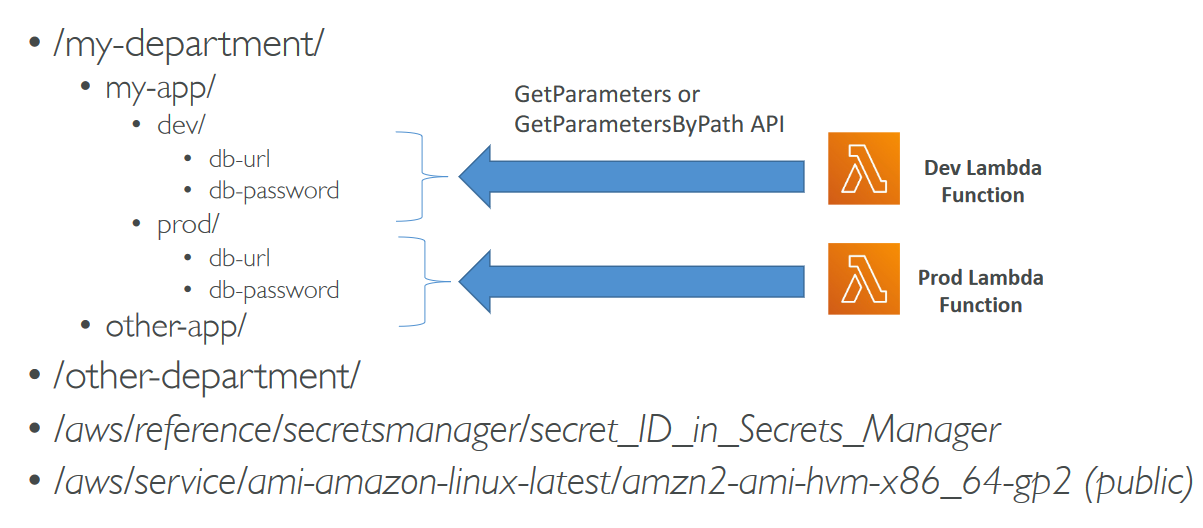 • /my-department/
• my-app/
• dev/
• db-url
• db-password
• prod/
• db-url
• db-password
• other-app/
GetParameters or
GetParametersByPath API
Dev Lambda
Function
Prod Lambda
Function
• /other-department/
• /aws/reference/secretsmanager/secret_ID_in_Secrets_Manager
• /aws/service/ami-amazon-linux-latest/amzn2-ami-hvm-x86_64-gp2 (public)